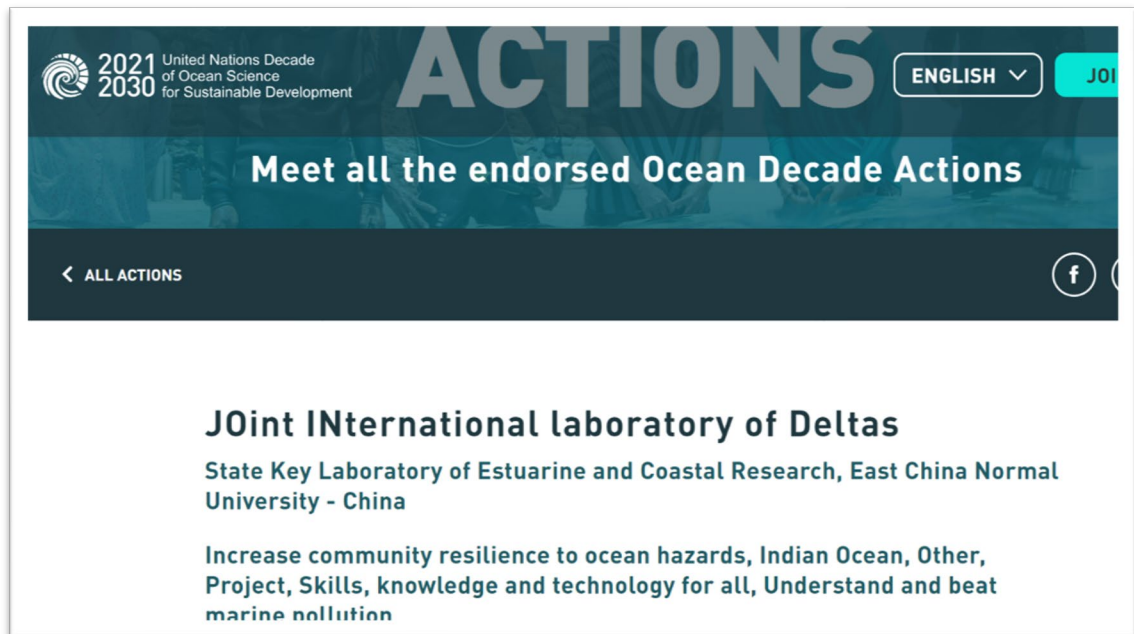 ACTIONS
2021 United Nations Decade
of Ocean Science
2030 for Sustainable Development
ENGLISH
JOI
Meet all the endorsed Ocean Decade Actions
ALL ACTIONS
f
JOint INternational laboratory of Deltas
State Key Laboratory of Estuarine and Coastal Research, East China Normal
University - China
Increase community resilience to ocean hazards, Indian Ocean, Other,
Project, Skills, knowledge and technology for all, Understand and beat
marine pollution